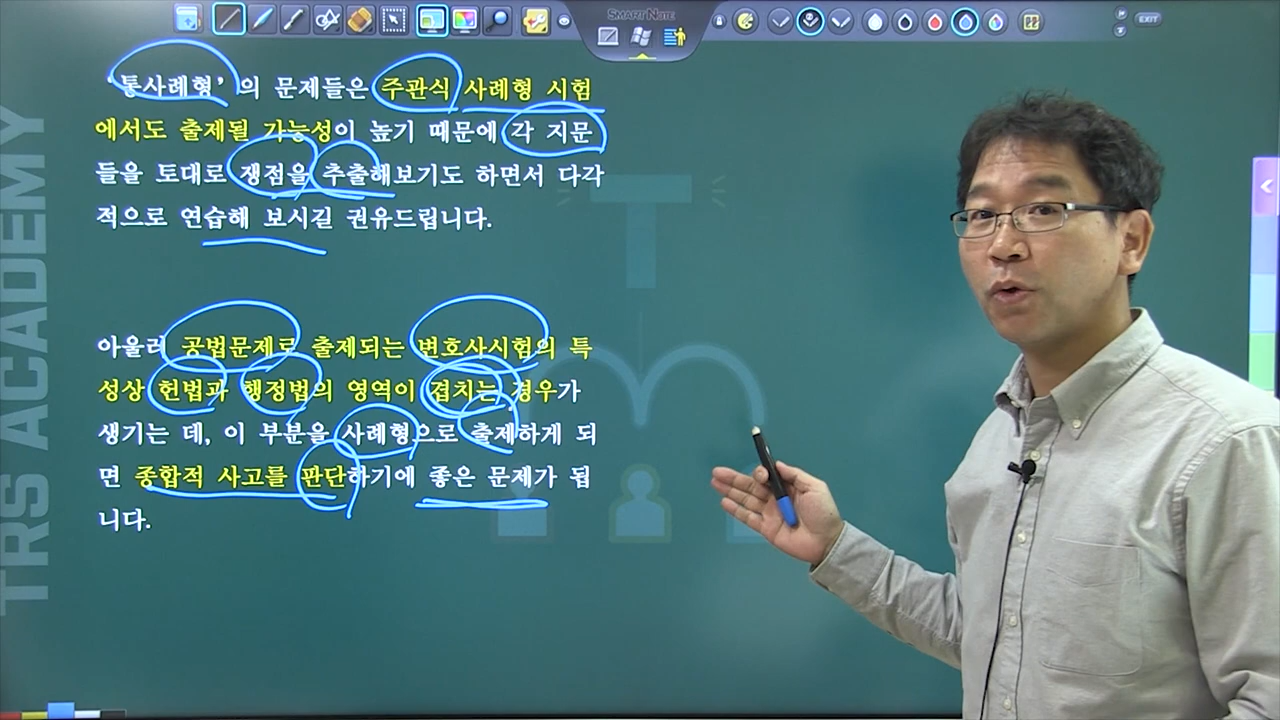 SMART NOTE
EXIT
'통사례형'의 문제들은 주관식 사례형 시험
에서도 출제될 가능성이 높기 때문에 각 지문
들을 토대로 쟁점을 추출해보기도 하면서 다각
적으로 연습해 보시길 권유드립니다.
아울러 공법문제로 출제되는 변호사시험의 특
성상 헌법과 행정법의 영역이 겹치는 경우가
생기는 데, 이 부분을 사례형으로 출제하게 되
면 종합적 사고를 판단하기에 좋은 문제가 됩
니다.
TRS ACADEMY